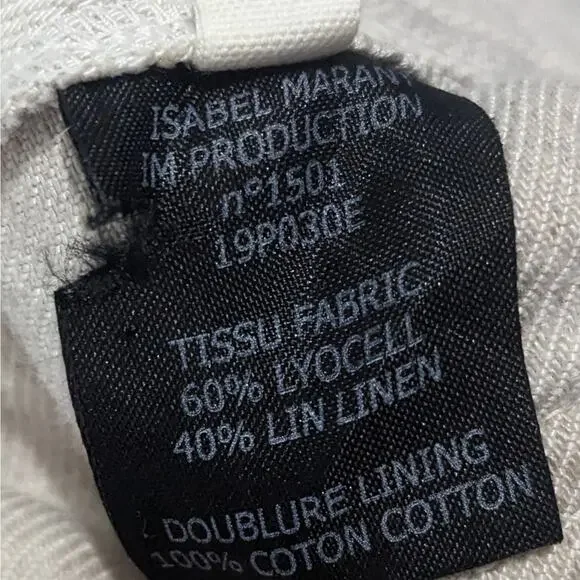 ISABEL MARANT
IM PRODUCTION
n°1501
19P030E
TISSU FABRIC
60% LYOCELL
40% LIN LINEN
DOUBLURE LINING
100% COTON COTTON